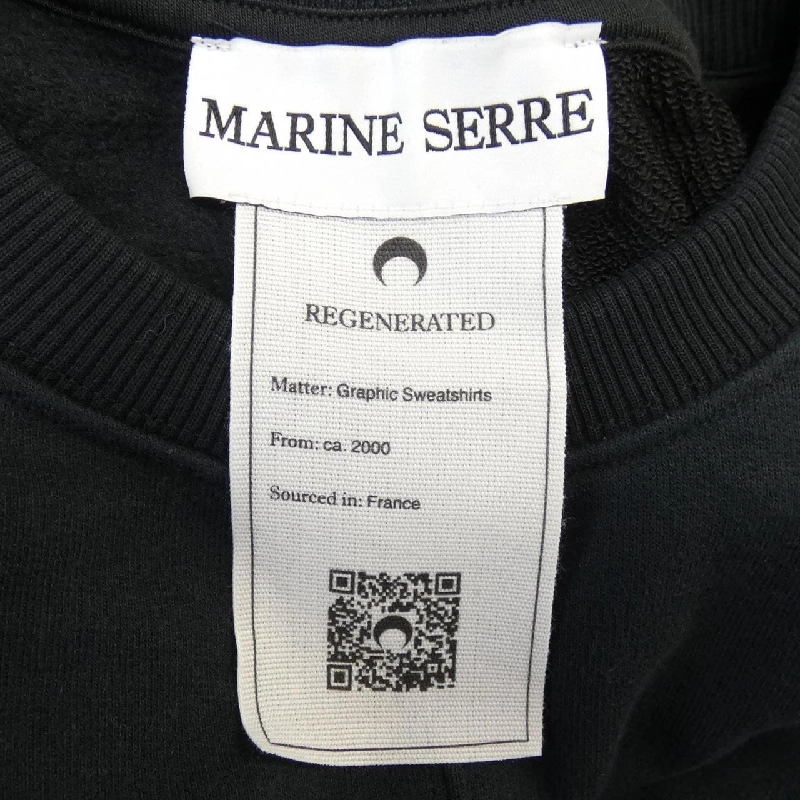 MARINE SERRE
REGENERATED
Matter: Graphic Sweatshirts
From: ca. 2000
Sourced in: France